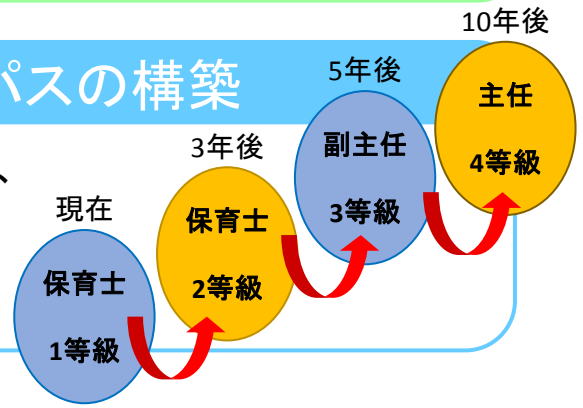 パスの構築
、
現在
保育士
1等級
3年後
保育士
2等級
5年後
副主任
3等級
10年後
主任
4等級